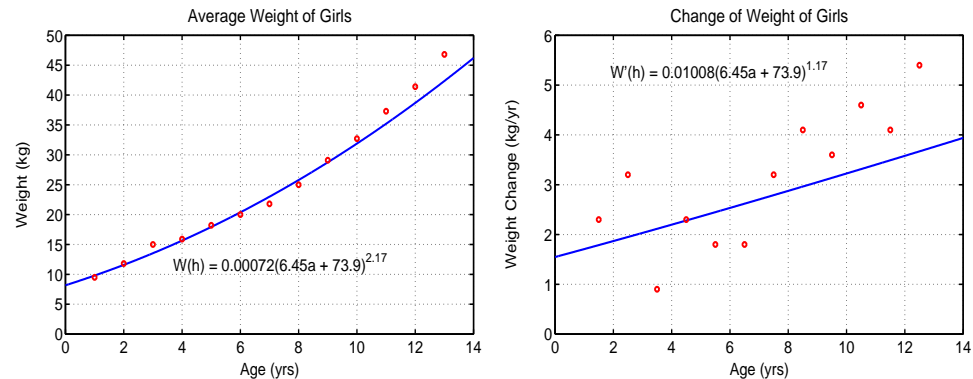 Average Weight of Girls
50
45
40
35
30
25
20
15
10
5
0
Weight (kg)
W(h) = 0.00072(6.45a + 73.9)^2.17
0 2 4 6 8 10 12 14
Age (yrs)
Change of Weight of Girls
6
5
4
3
2
1
0
Weight Change (kg/yr)
W'(h) = 0.01008(6.45a + 73.9)^1.17
0 2 4 6 8 10 12 14
Age (yrs)